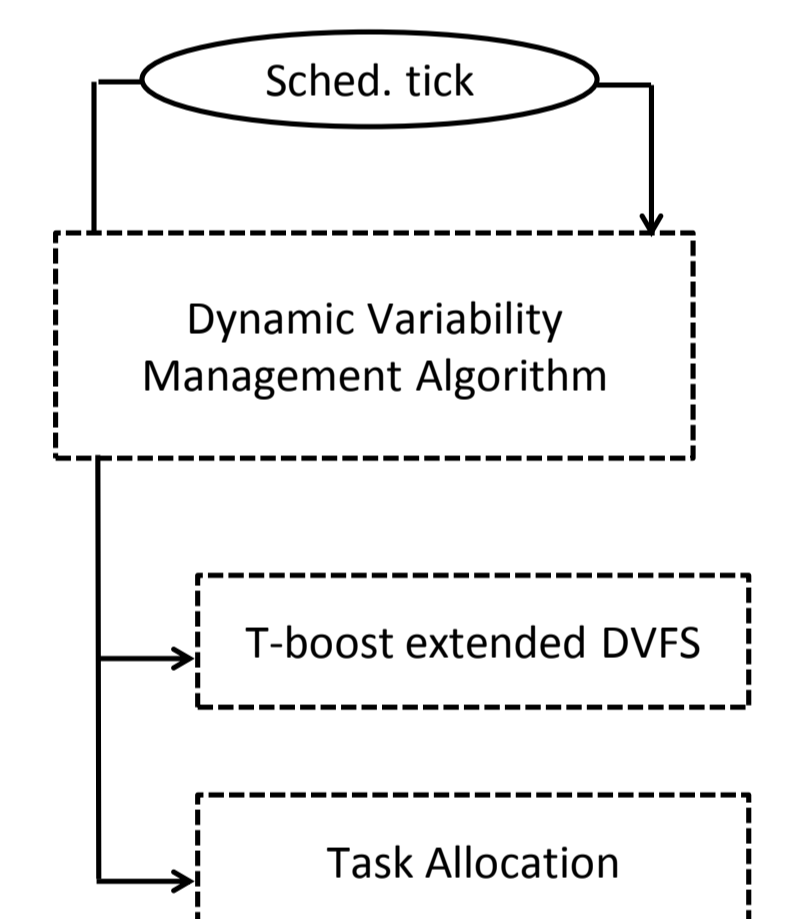 Sched. tick
Dynamic Variability
Management Algorithm
T-boost extended DVFS
Task Allocation